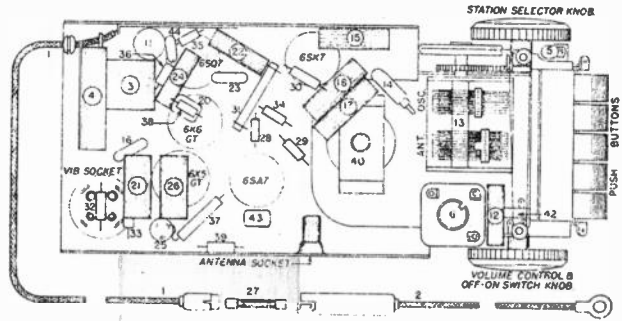 STATION SELECTOR KNOB
44
35
11
36
1
22
6SK7
15
5
6SQ7
24
4
3
23
30
16
14
20
31
34
17
OSC.
13
38
6K6
GT
28
29
ANT.
PUSH BUTTONS
16
40
VIB SOCKET
6X5
GT
6SA7
21
26
32
6
12
42
43
37
33
25
39
ANTENNA SOCKET
VOLUME CONTROL &
OFF-ON SWITCH KNOB
1
27
2